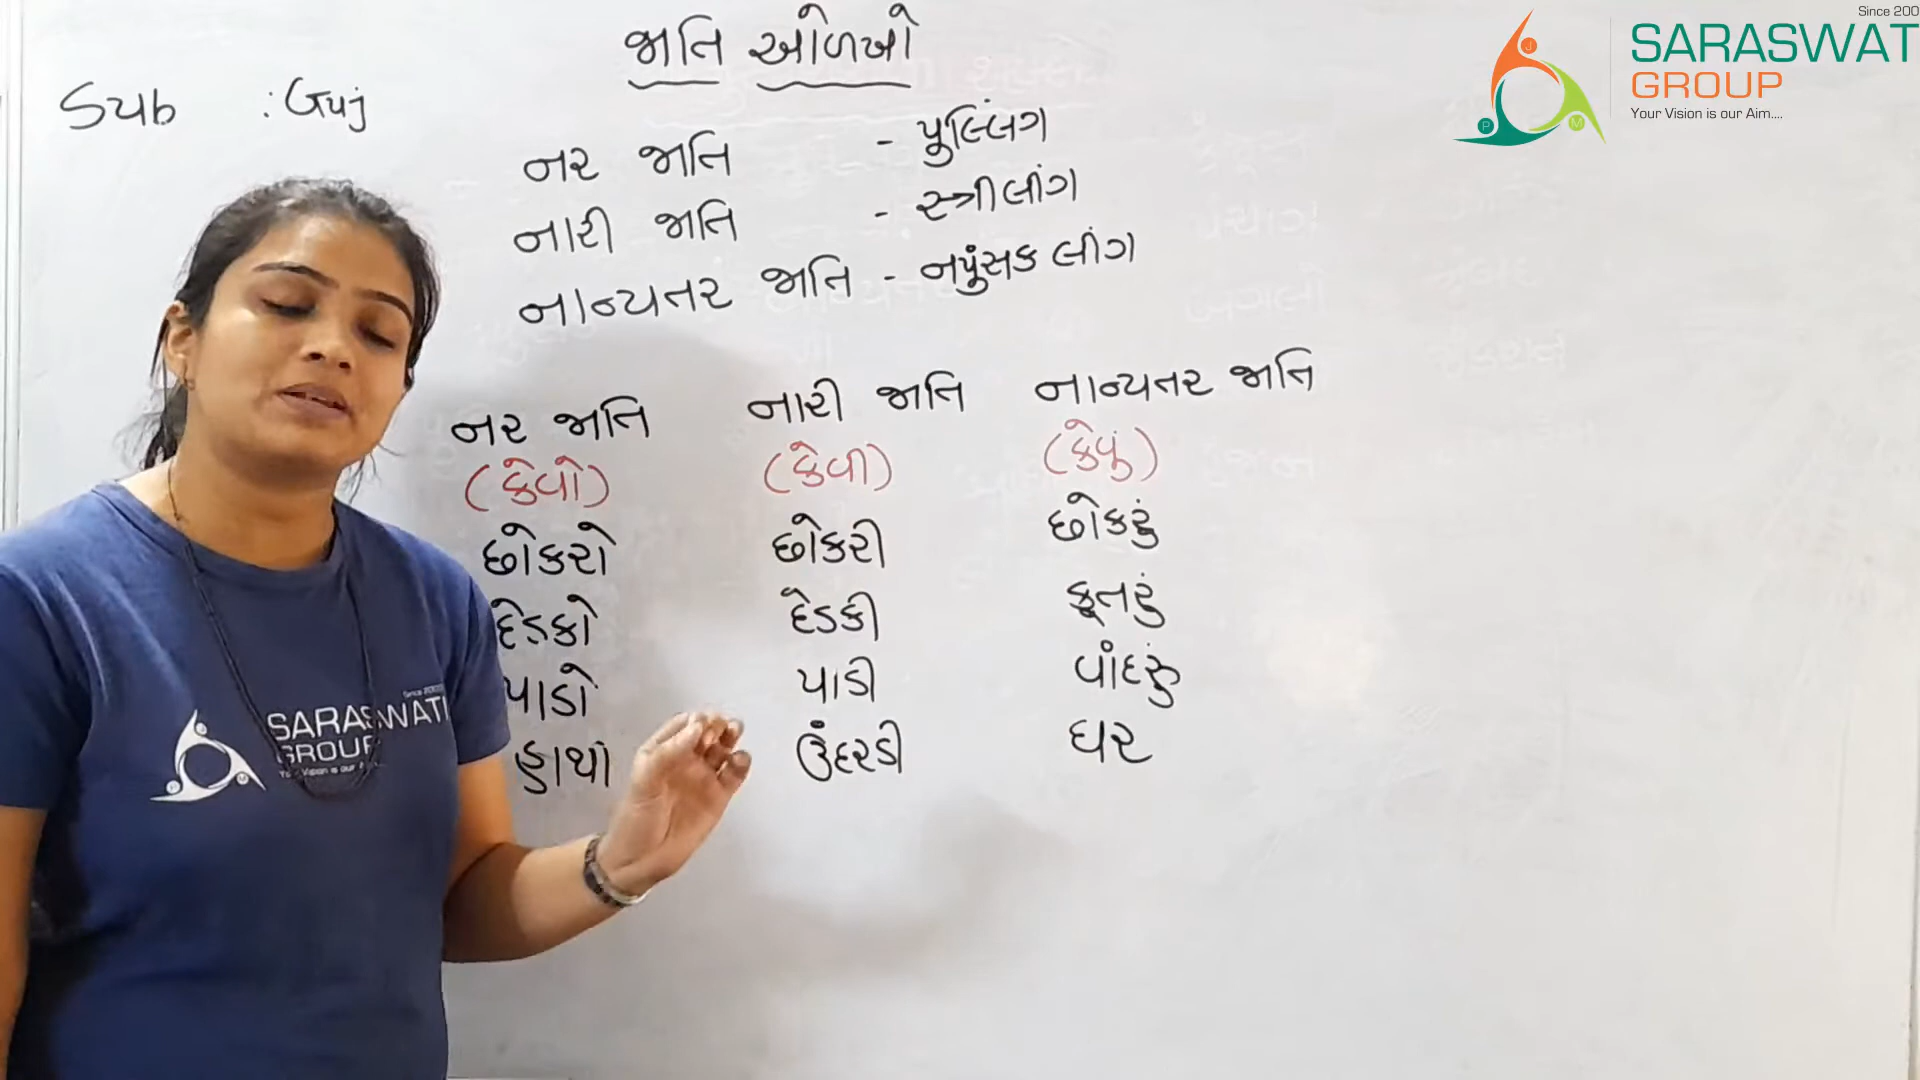 Since 200
SARASWAT
GROUP
Your Vision is our Aim....
જાતિ ઓળખો
Sub : Guj
નર જાતિ - પુલ્લિંગ
નારી જાતિ - સ્ત્રીલીંગ
નાન્યતર જાતિ - નપુંસક લીંગ
નર જાતિ નારી જાતિ નાન્યતર જાતિ
(કેવો) (કેવી) (કેવું)
છોકરો છોકરી છોકરું
દેડકો દેડકી કૂતરું
પાડો પાડી વાંદરું
હાથી ઉંદરડી ઘર
SARASWATI
GROUP